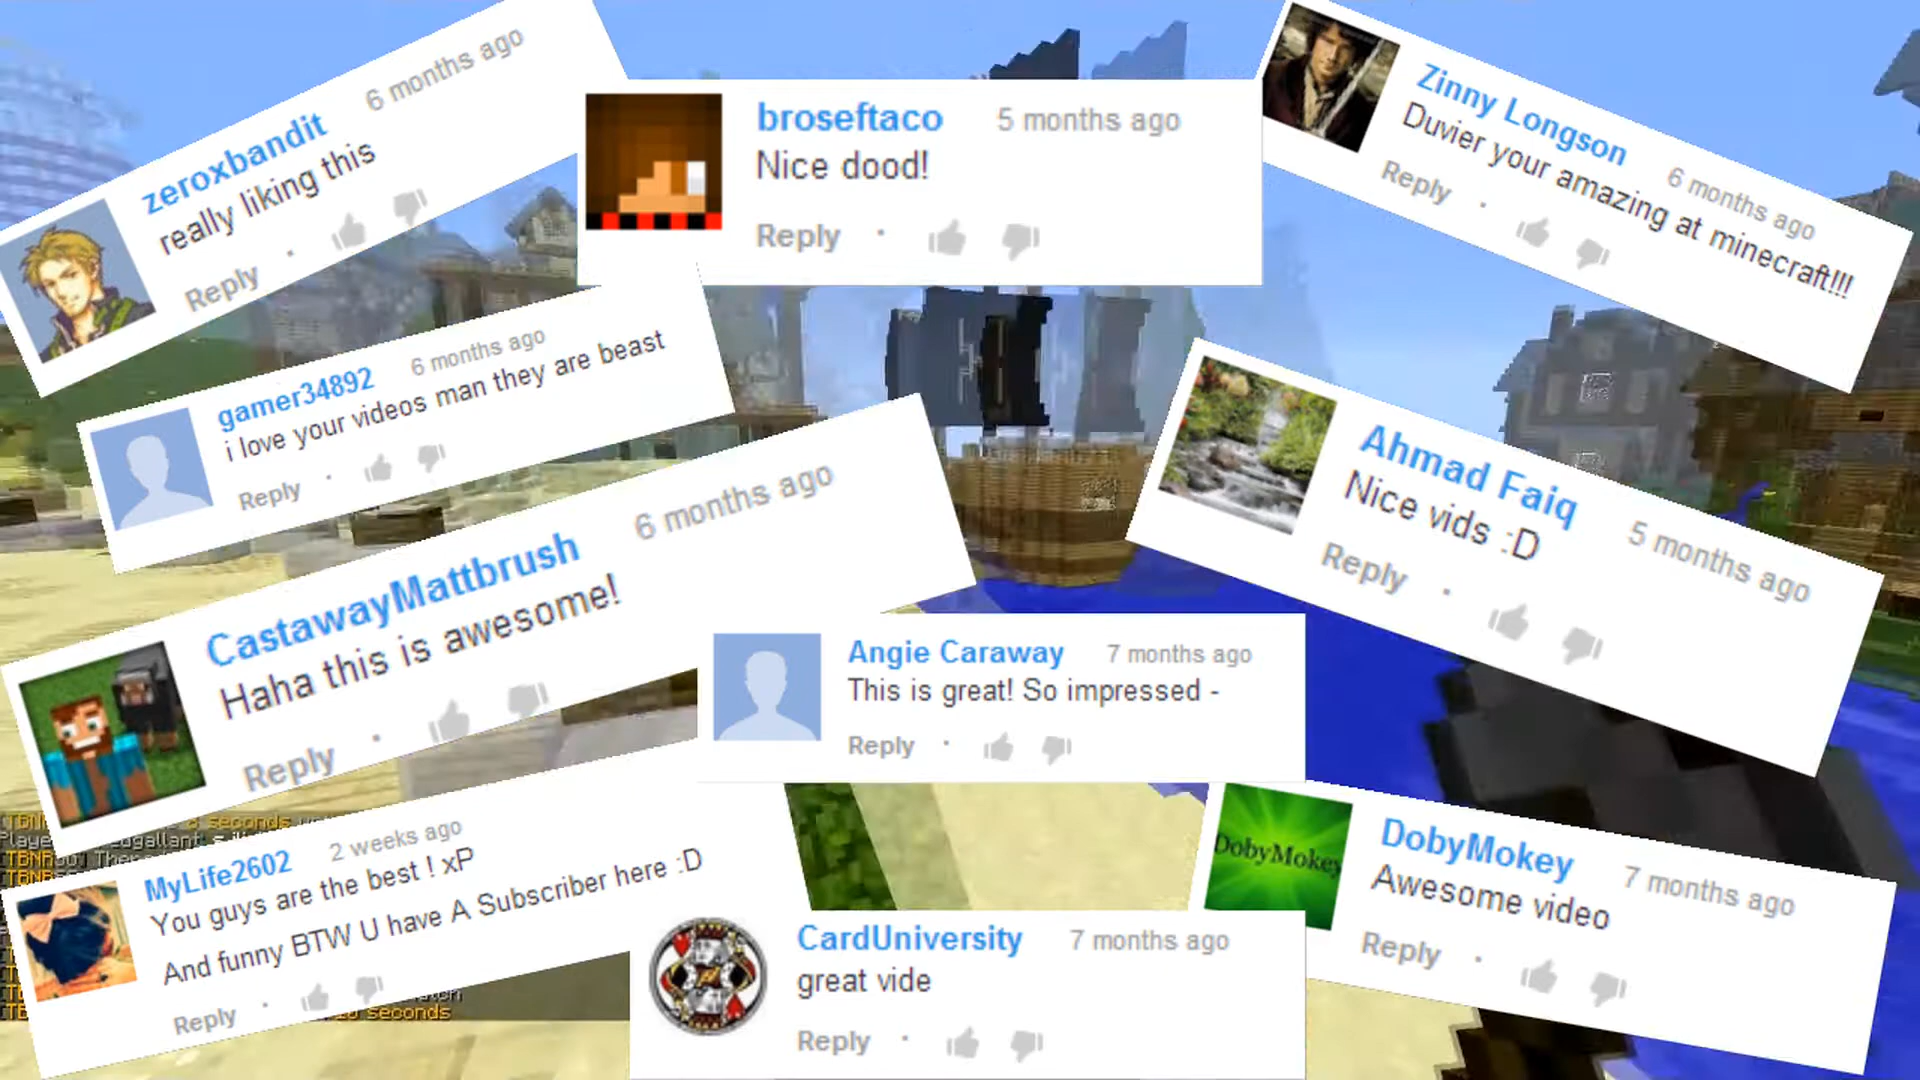 zeroxbandit 6 months ago
really liking this
Reply
broseftaco 5 months ago
Nice dood!
Reply
Zinny Longson 6 months ago
Duvier your amazing at minecraft!!!
Reply
gamer34892 6 months ago
i love your videos man they are beast
Reply
Ahmad Faiq 5 months ago
Nice vids :D
Reply
CastawayMattbrush 6 months ago
Haha this is awesome!
Reply
Angie Caraway 7 months ago
This is great! So impressed -
Reply
DobyMokey
DobyMokey 7 months ago
Awesome video
Reply
MyLife2602 2 weeks ago
You guys are the best ! xP
And funny BTW U have A Subscriber here :D
Reply
CardUniversity 7 months ago
great vide
Reply
seconds
seconds